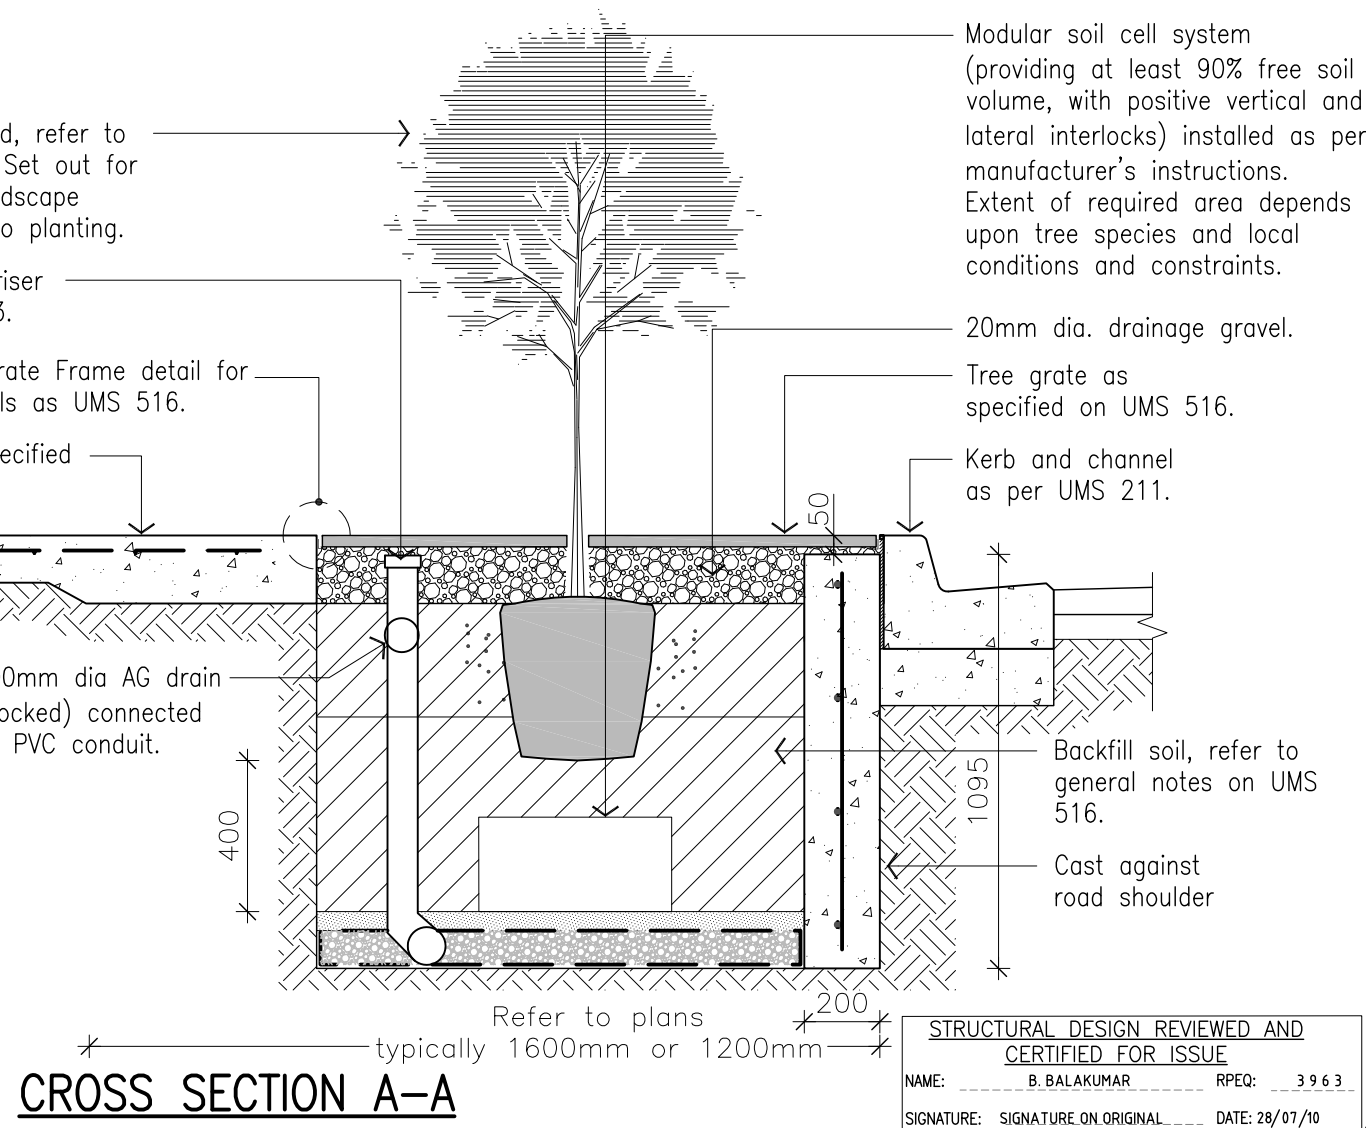 Modular soil cell system
(providing at least 90% free soil
volume, with positive vertical and
lateral interlocks) installed as per
manufacturer's instructions.
Extent of required area depends
upon tree species and local
conditions and constraints.
d, refer to
Set out for
dscape
o planting.
riser
3.
20mm dia. drainage gravel.
rate Frame detail for
ls as UMS 516.
Tree grate as
specified on UMS 516.
ecified
Kerb and channel
as per UMS 211.
50
0mm dia AG drain
ocked) connected
PVC conduit.
400
1095
Backfill soil, refer to
general notes on UMS
516.
Cast against
road shoulder
200
Refer to plans
typically 1600mm or 1200mm
CROSS SECTION A-A
STRUCTURAL DESIGN REVIEWED AND
CERTIFIED FOR ISSUE
NAME: B. BALAKUMAR RPEQ: 3963
SIGNATURE: SIGNATURE ON ORIGINAL DATE: 28/07/10